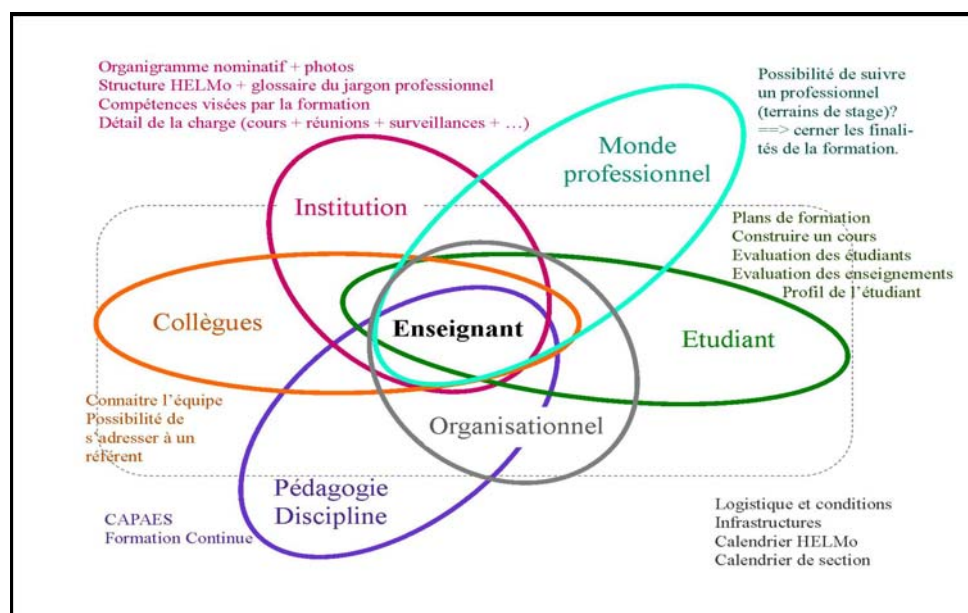 Organigramme nominatif + photos
Structure HELMo + glossaire du jargon professionnel
Compétences visées par la formation
Détail de la charge (cours + réunions + surveillances + …)
Possibilité de suivre
un professionnel
(terrains de stage)?
==> cerner les finali-
tés de la formation.
Monde
professionnel
Institution
Plans de formation
Construire un cours
Evaluation des étudiants
Evaluation des enseignements
Profil de l’étudiant
Collègues
Enseignant
Etudiant
Connaitre l’équipe
Possibilité de
s’adresser à un
référent
Organisationnel
Pédagogie
Discipline
CAPAES
Formation Continue
Logistique et conditions
Infrastructures
Calendrier HELMo
Calendrier de section